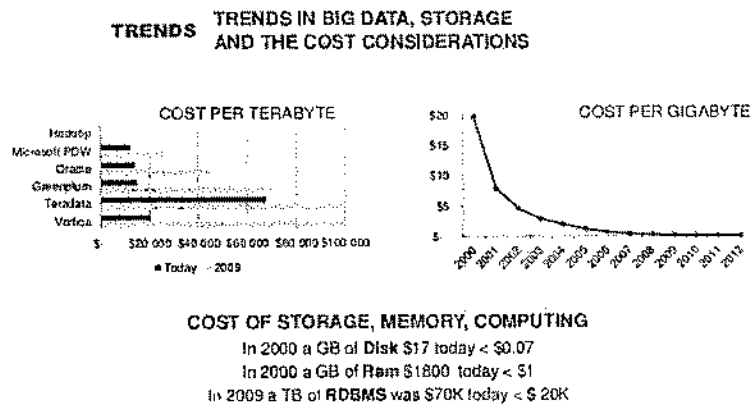 TRENDS
TRENDS IN BIG DATA, STORAGE
AND THE COST CONSIDERATIONS
COST PER TERABYTE
Hadoop
Microsoft PDW
Oracle
Greenplum
Teradata
Vertica
$- $20 000 $40 000 $60 000 $80 000 $100 000
Today 2009
COST PER GIGABYTE
$20
$15
$10
$5
$-
2000 2001 2002 2003 2004 2005 2006 2007 2008 2009 2010 2011 2012
COST OF STORAGE, MEMORY, COMPUTING
In 2000 a GB of Disk $17 today < $0.07
In 2000 a GB of Ram $1800 today < $1
In 2009 a TB of RDBMS was $70K today < $ 20K